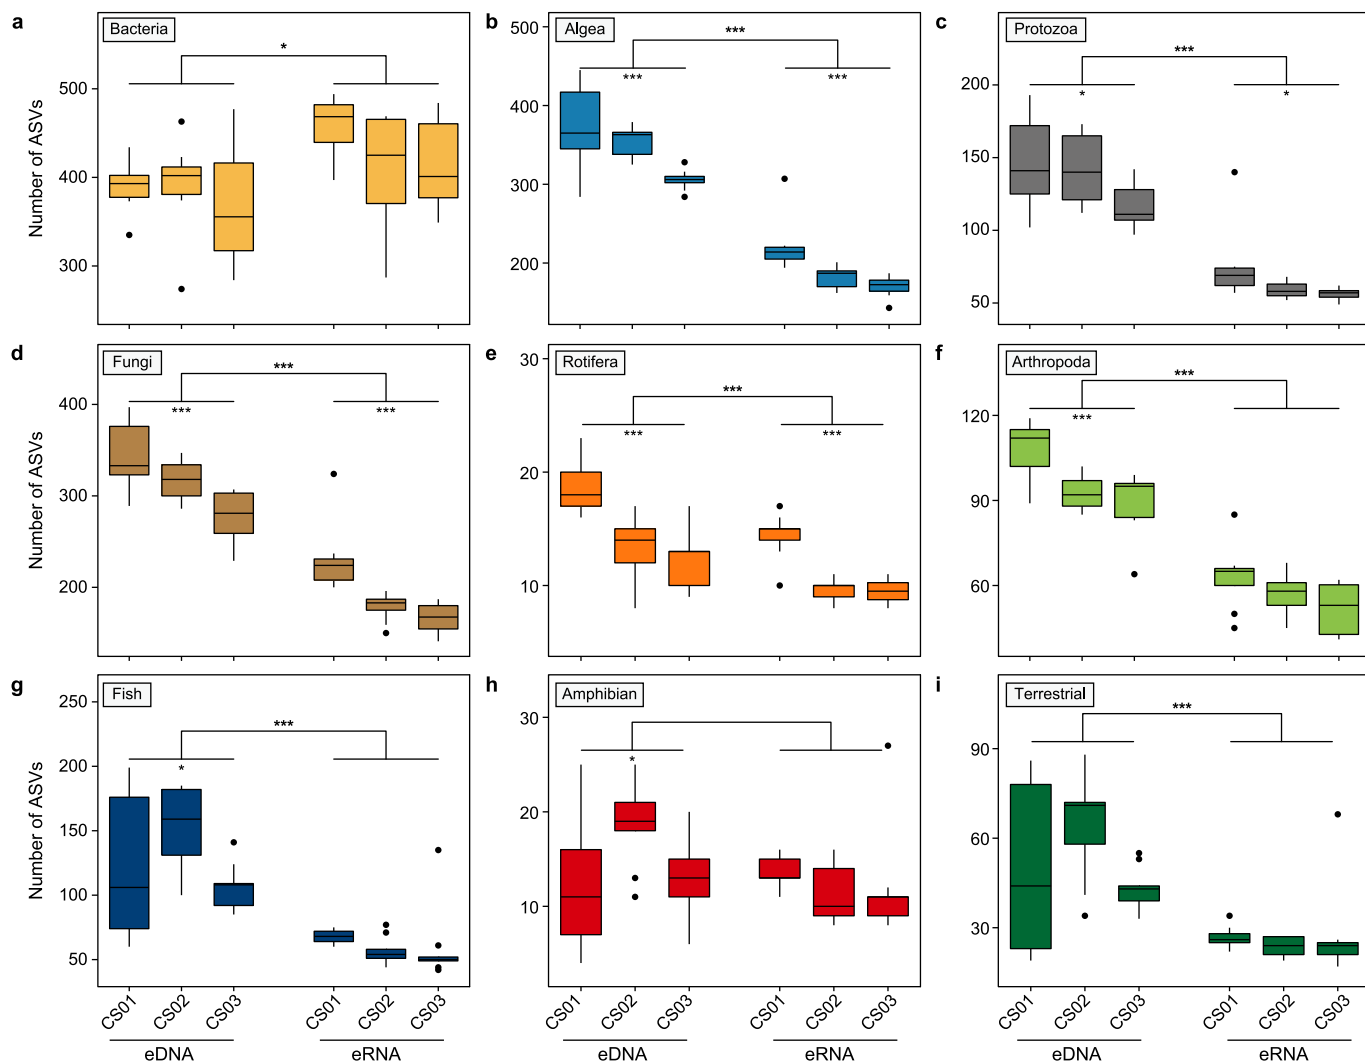 a Bacteria
*
Number of ASVs
500
400
300
b Algea
***
***
***
500
400
300
200
c Protozoa
***
*
*
200
150
100
50
d Fungi
***
***
***
Number of ASVs
400
300
200
e Rotifera
***
***
***
30
20
10
f Arthropoda
***
***
120
90
60
g Fish
***
*
Number of ASVs
250
200
150
100
50
CS01 CS02 CS03 CS01 CS02 CS03
eDNA eRNA
h Amphibian
*
30
20
10
CS01 CS02 CS03 CS01 CS02 CS03
eDNA eRNA
i Terrestrial
***
90
60
30
CS01 CS02 CS03 CS01 CS02 CS03
eDNA eRNA